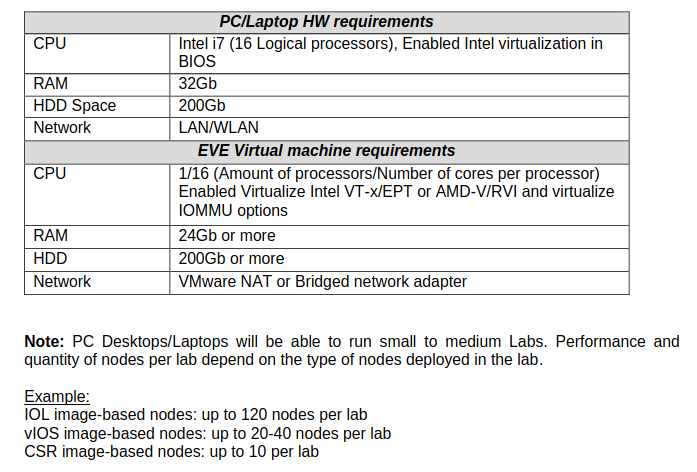 PC/Laptop HW requirements
CPU
Intel i7 (16 Logical processors), Enabled Intel virtualization in
BIOS
RAM
32Gb
HDD Space
200Gb
Network
LAN/WLAN
EVE Virtual machine requirements
CPU
1/16 (Amount of processors/Number of cores per processor)
Enabled Virtualize Intel VT-x/EPT or AMD-V/RVI and virtualize
IOMMU options
RAM
24Gb or more
HDD
200Gb or more
Network
VMware NAT or Bridged network adapter
Note: PC Desktops/Laptops will be able to run small to medium Labs. Performance and
quantity of nodes per lab depend on the type of nodes deployed in the lab.
Example:
IOL image-based nodes: up to 120 nodes per lab
vIOS image-based nodes: up to 20-40 nodes per lab
CSR image-based nodes: up to 10 per lab